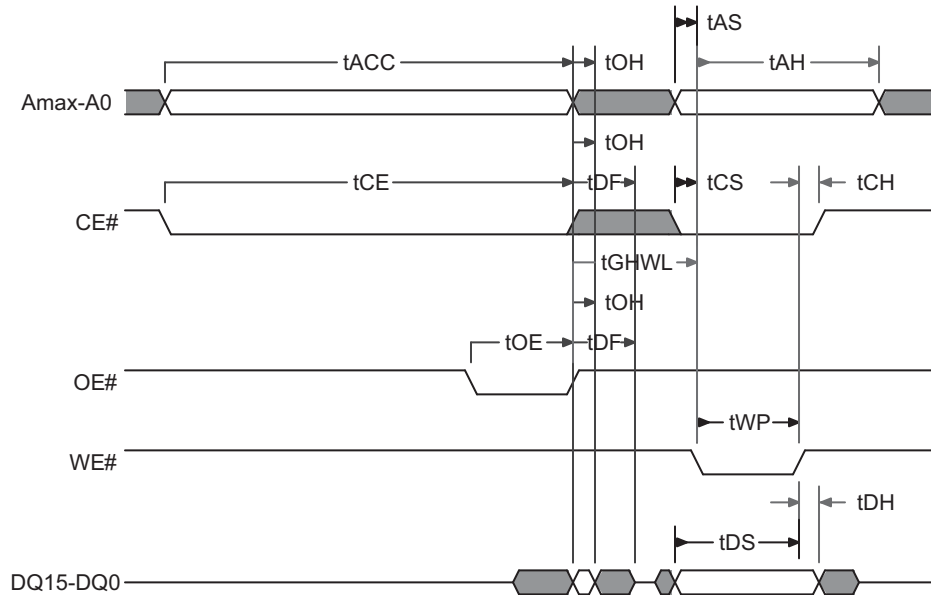 tAS
tACC tOH tAH
Amax-A0
tOH
tCE tDF tCS tCH
CE#
tGHWL
tOH
tOE tDF
OE#
tWP
WE#
tDH
tDS
DQ15-DQ0